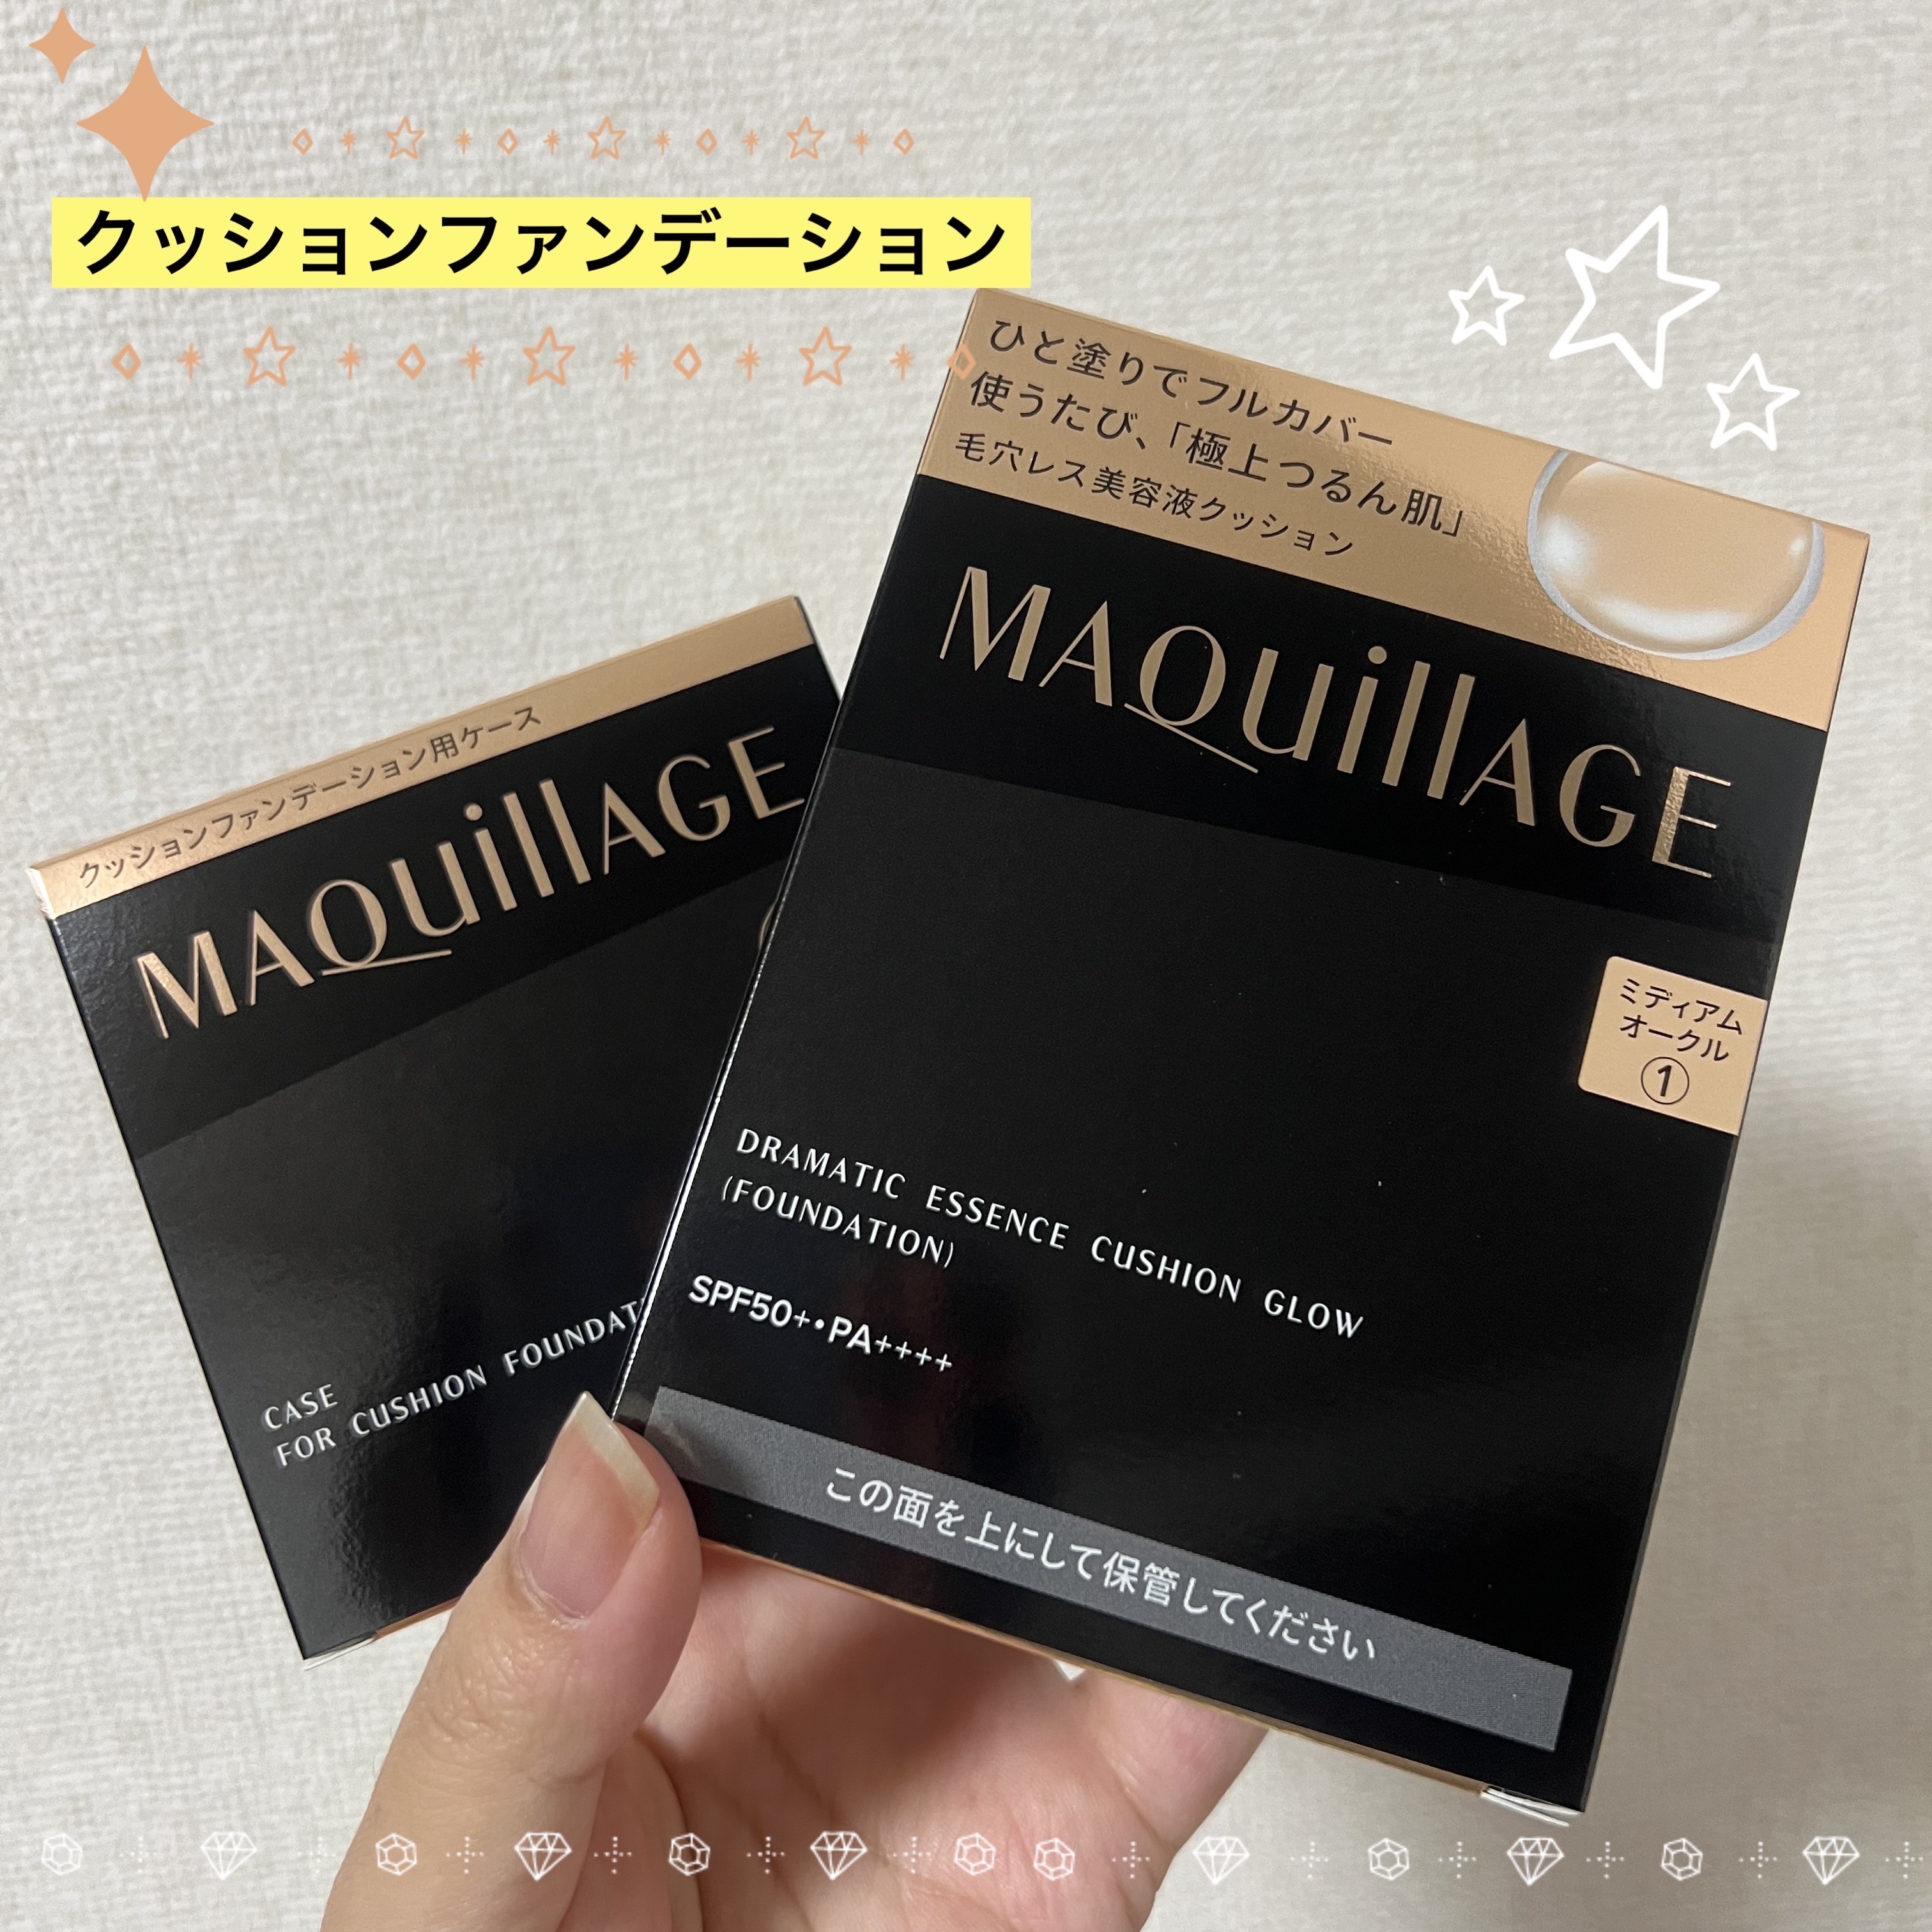 クッションファンデーション
ひと塗りでフルカバー
使うたび、「極上つるん肌」
毛穴レス美容液クッション
MAQuillAGE
ミディアム
オークル
①
DRAMATIC ESSENCE CUSHION GLOW
(FOUNDATION)
SPF50+・PA++++
この面を上にして保管してください
クッションファンデーション用ケース
MAQuillAGE
CASE
FOR CUSHION